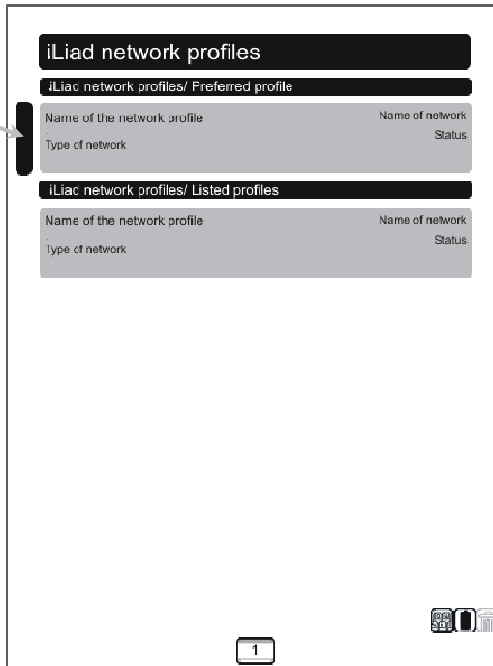 iLiad network profiles
iLiad network profiles/ Preferred profile
Name of the network profile Name of network
Status
Type of network
iLiad network profiles/ Listed profiles
Name of the network profile Name of network
Status
Type of network
1